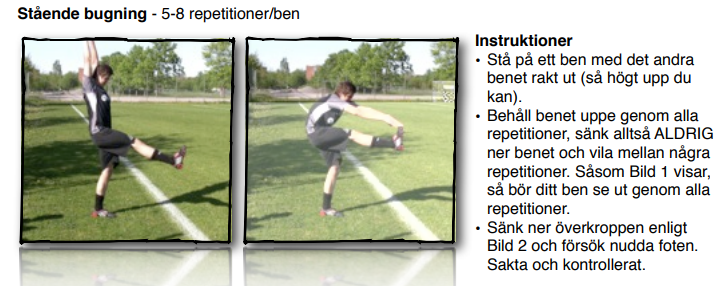 Stående bugning - 5-8 repetitioner/ben
Instruktioner
• Stå på ett ben med det andra
benet rakt ut (så högt upp du
kan).
• Behåll benet uppe genom alla
repetitioner, sänk alltså ALDRIG
ner benet och vila mellan några
repetitioner. Såsom Bild 1 visar,
så bör ditt ben se ut genom alla
repetitioner.
• Sänk ner överkroppen enligt
Bild 2 och försök nudda foten.
Sakta och kontrollerat.